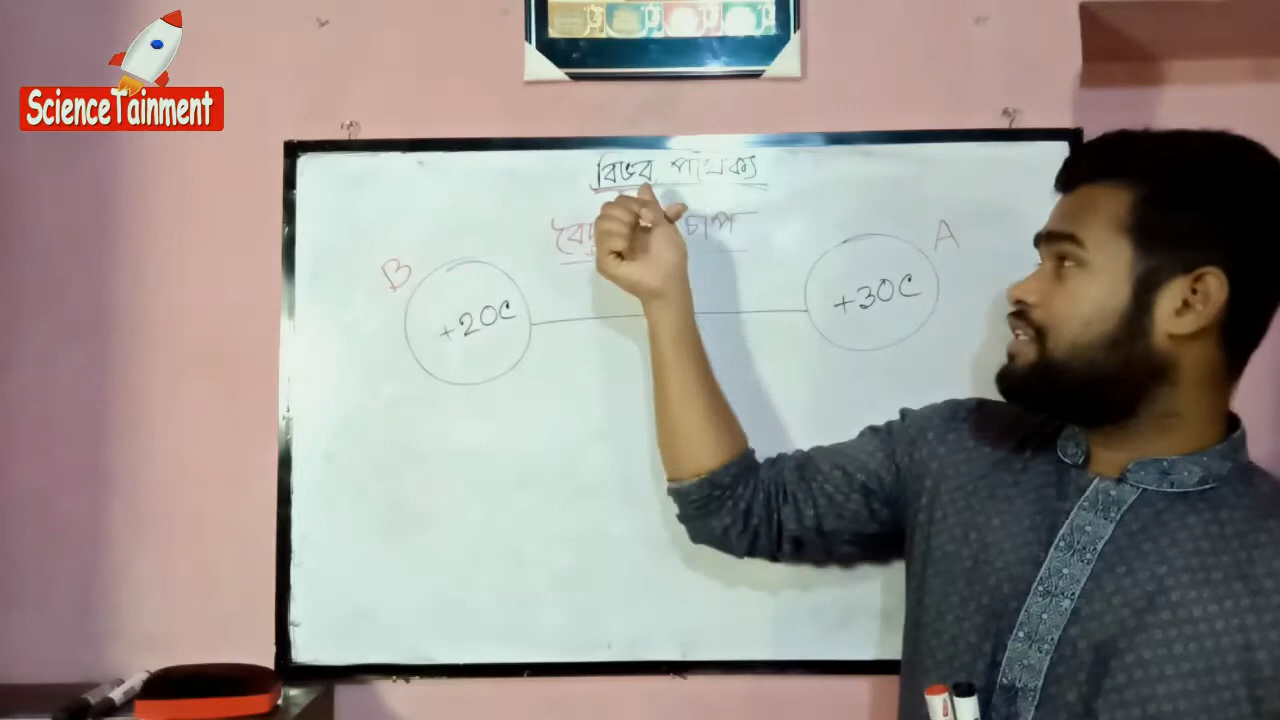 ScienceTainment
বিভব পার্থক্য
চাপ
B
A
+20C
+30C